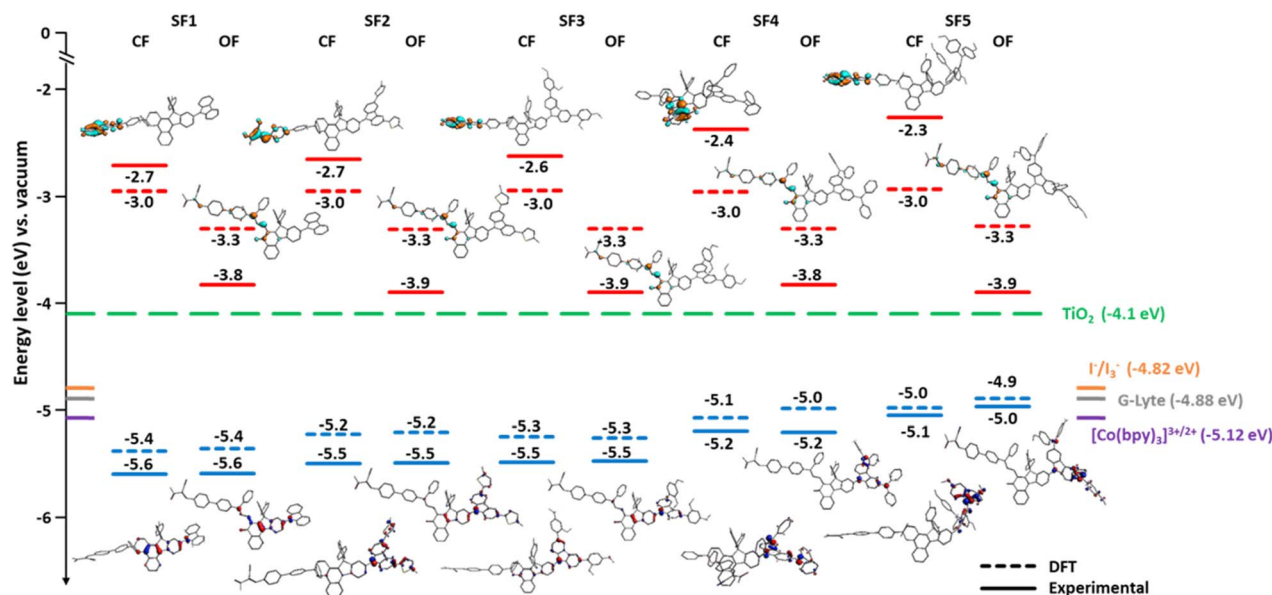 SF1 SF2 SF3 SF4 SF5
CF OF CF OF CF OF CF OF CF OF
Energy level (eV) vs. vacuum
0
-2
-3
-4
-5
-6
-2.7 -2.7 -2.6 -2.4 -2.3
-3.0 -3.0 -3.0 -3.0 -3.0
-3.3 -3.3 -3.3 -3.3 -3.3
-3.8 -3.9 -3.9 -3.8 -3.9
TiO₂ (-4.1 eV)
I⁻/I₃⁻ (-4.82 eV)
G-Lyte (-4.88 eV)
[Co(bpy)₃]³⁺/²⁺ (-5.12 eV)
-5.4 -5.4 -5.2 -5.2 -5.3 -5.3 -5.1 -5.0 -5.0 -4.9
-5.6 -5.6 -5.5 -5.5 -5.5 -5.5 -5.2 -5.2 -5.1 -5.0
DFT
Experimental